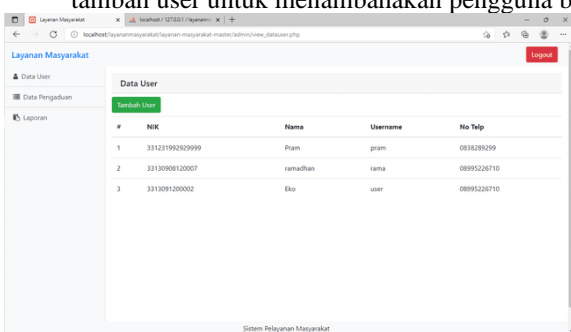 tambah user untuk menambahakan pengguna b
Layanan Masyarakat
localhost / 127.0.0.1 / layananm
localhost/layananmasyarakat/layanan-masyarakat-master/admin/view_datauser.php
Layanan Masyarakat
Logout
Data User
Data Pengaduan
Laporan
Data User
Tambah User
# NIK Nama Username No Telp
1 331231992929999 Pram pram 0838289299
2 33130908120007 ramadhan rama 08995226710
3 3313091200002 Eko user 08995226710
Sistem Pelayanan Masyarakat